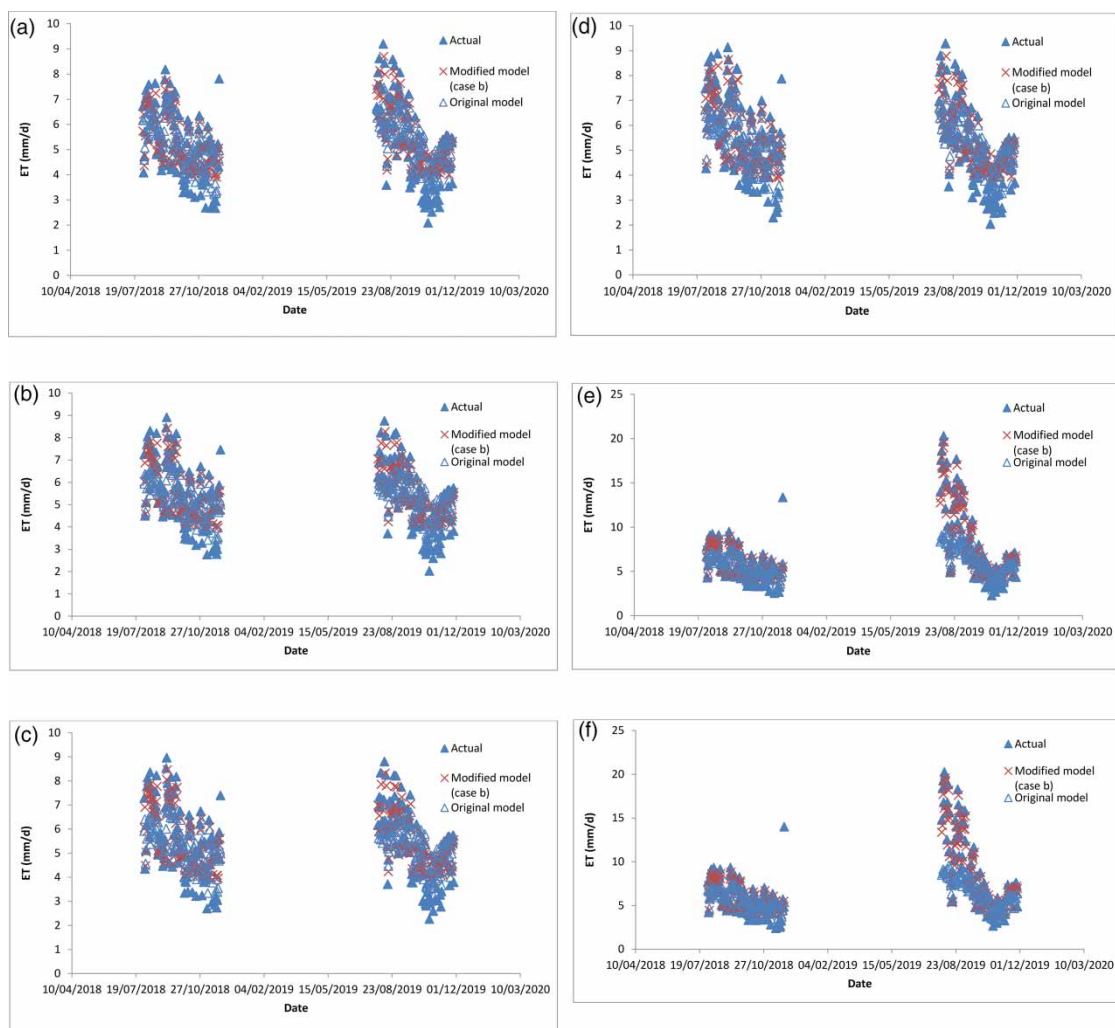 (a)
10
9
8
7
6
5
4
3
2
1
0
ET (mm/d)
10/04/2018 19/07/2018 27/10/2018 04/02/2019 15/05/2019 23/08/2019 01/12/2019 10/03/2020
Date
Actual
Modified model
(case b)
Original model
(d)
10
9
8
7
6
5
4
3
2
1
0
ET (mm/d)
10/04/2018 19/07/2018 27/10/2018 04/02/2019 15/05/2019 23/08/2019 01/12/2019 10/03/2020
Date
Actual
Modified model
(case b)
Original model
(b)
10
9
8
7
6
5
4
3
2
1
0
ET (mm/d)
10/04/2018 19/07/2018 27/10/2018 04/02/2019 15/05/2019 23/08/2019 01/12/2019 10/03/2020
Date
Actual
Modified model
(case b)
Original model
(e)
25
20
15
10
5
0
ET (mm/d)
10/04/2018 19/07/2018 27/10/2018 04/02/2019 15/05/2019 23/08/2019 01/12/2019 10/03/2020
Date
Actual
Modified model
(case b)
Original model
(c)
10
9
8
7
6
5
4
3
2
1
0
ET (mm/d)
10/04/2018 19/07/2018 27/10/2018 04/02/2019 15/05/2019 23/08/2019 01/12/2019 10/03/2020
Date
Actual
Modified model
(case b)
Original model
(f)
25
20
15
10
5
0
ET (mm/d)
10/04/2018 19/07/2018 27/10/2018 04/02/2019 15/05/2019 23/08/2019 01/12/2019 10/03/2020
Date
Actual
Modified model
(case b)
Original model